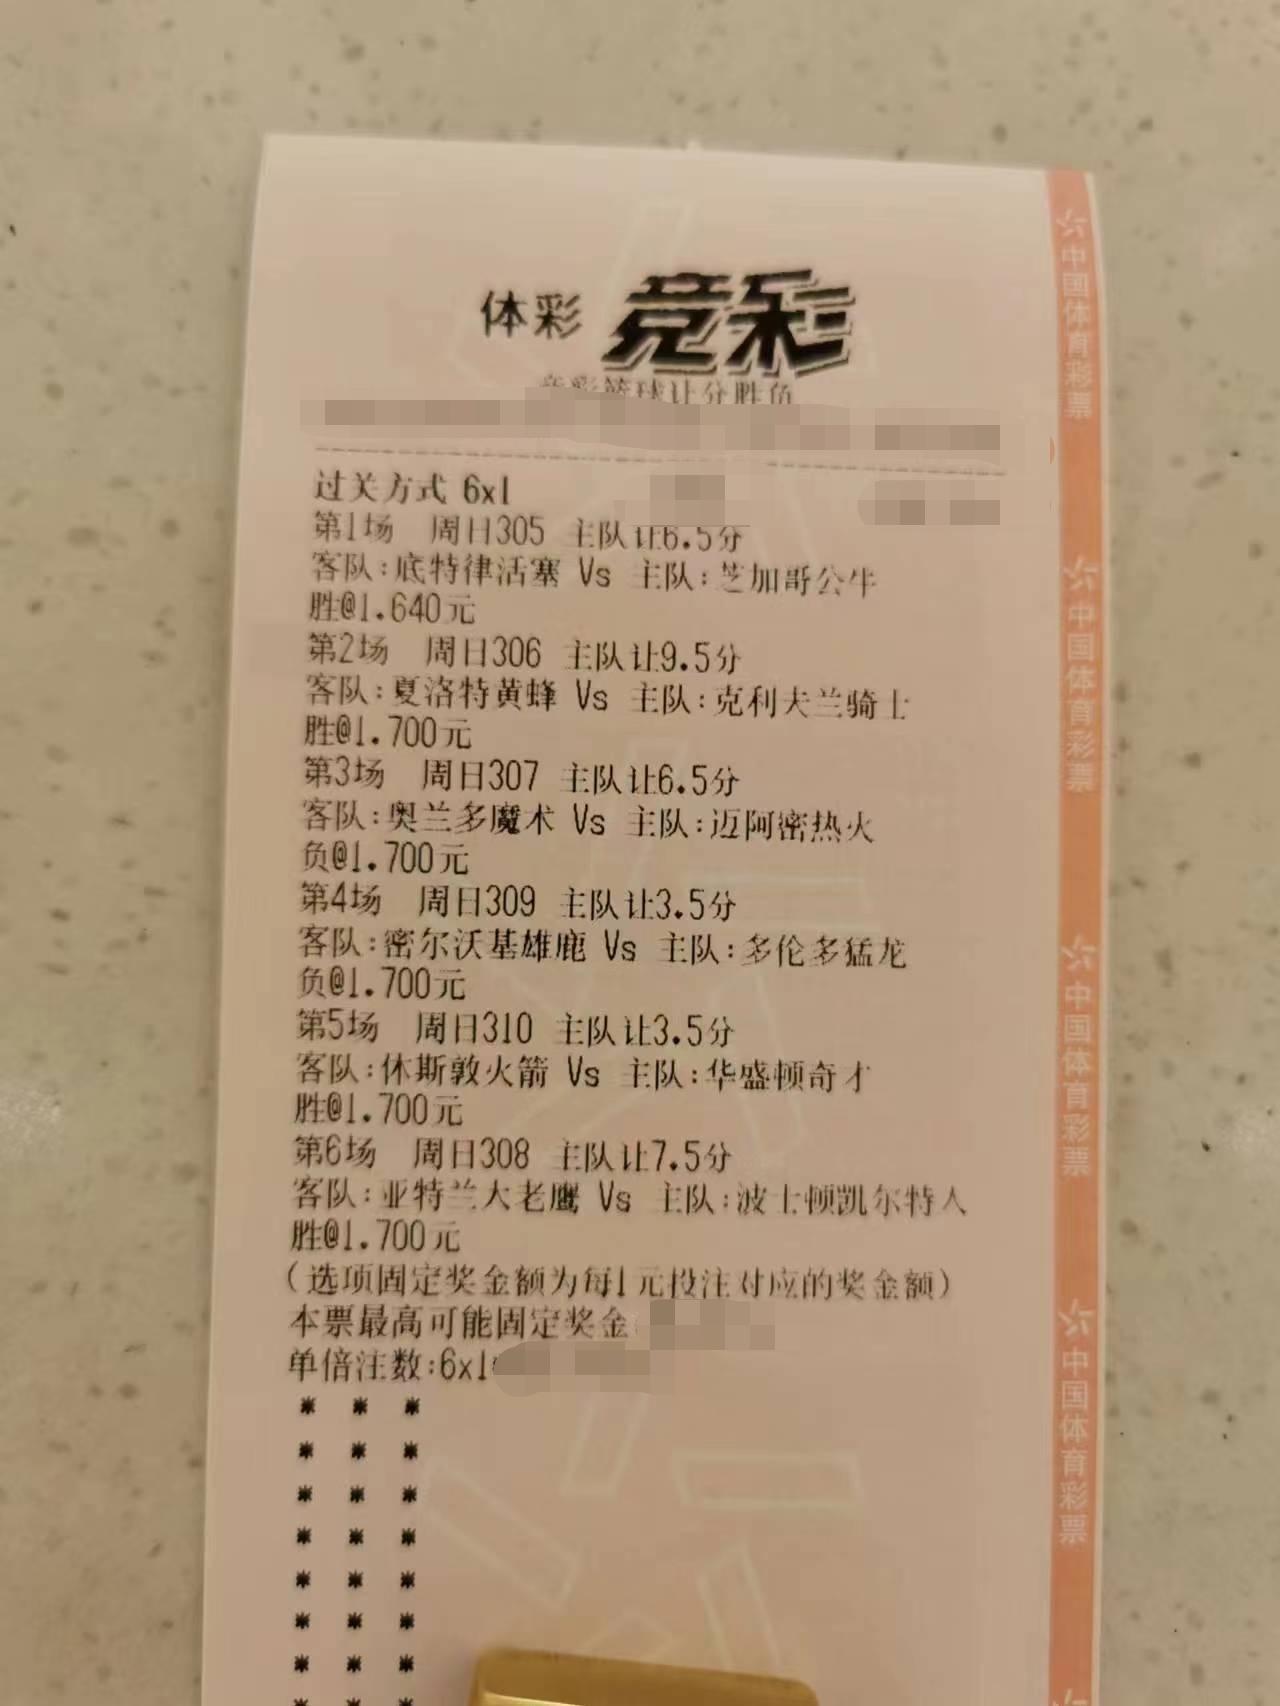 体彩 竞彩
竞彩篮球让分胜负
过关方式 6x1
第1场 周日305 主队让6.5分
客队:底特律活塞 Vs 主队:芝加哥公牛
胜@1.640元
第2场 周日306 主队让9.5分
客队:夏洛特黄蜂 Vs 主队:克利夫兰骑士
胜@1.700元
第3场 周日307 主队让6.5分
客队:奥兰多魔术 Vs 主队:迈阿密热火
负@1.700元
第4场 周日309 主队让3.5分
客队:密尔沃基雄鹿 Vs 主队:多伦多猛龙
负@1.700元
第5场 周日310 主队让3.5分
客队:休斯敦火箭 Vs 主队:华盛顿奇才
胜@1.700元
第6场 周日308 主队让7.5分
客队:亚特兰大老鹰 Vs 主队:波士顿凯尔特人
胜@1.700元
(选项固定奖金额为每1元投注对应的奖金额)
本票最高可能固定奖金
单倍注数:6x1
中国体育彩票
中国体育彩票
中国体育彩票
中国体育彩票